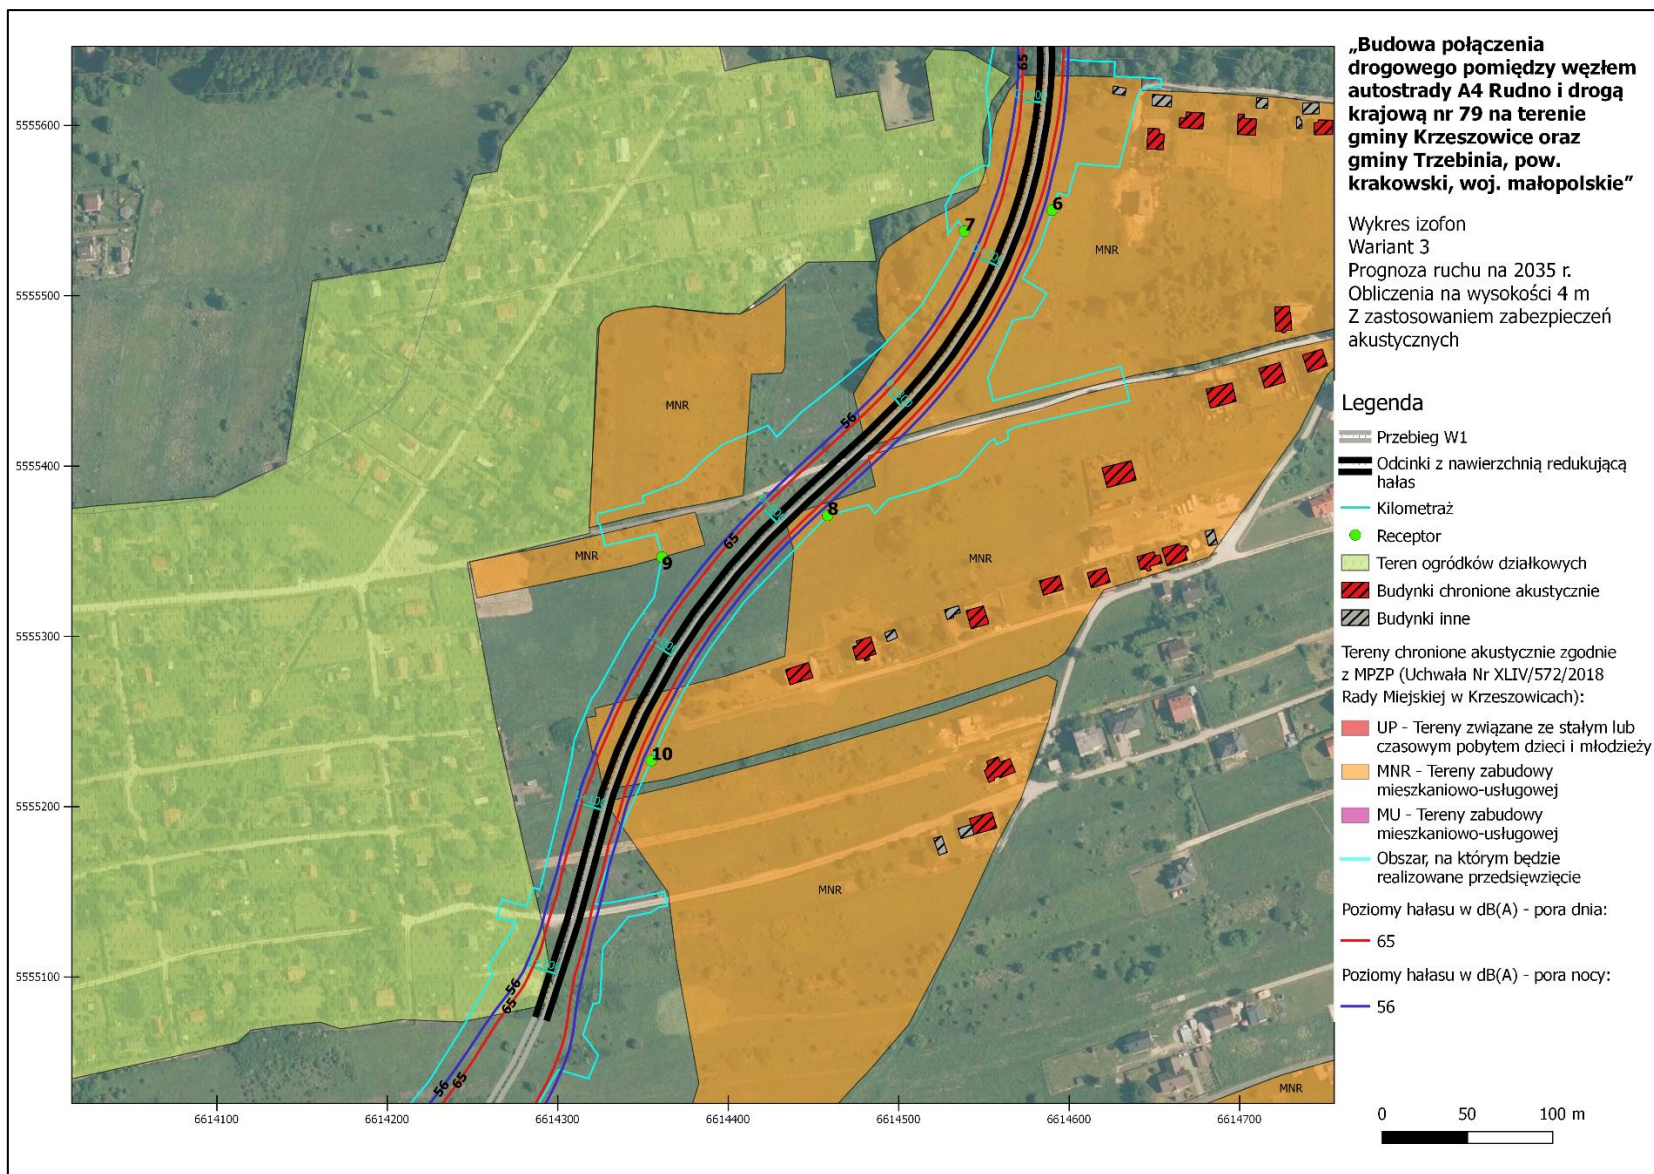 „Budowa połączenia
drogowego pomiędzy węzłem
autostrady A4 Rudno i drogą
krajową nr 79 na terenie
gminy Krzeszowice oraz
gminy Trzebinia, pow.
krakowski, woj. małopolskie”
Wykres izofon
Wariant 3
Prognoza ruchu na 2035 r.
Obliczenia na wysokości 4 m
Z zastosowaniem zabezpieczeń
akustycznych
Legenda
Przebieg W1
Odcinki z nawierzchnią redukującą
hałas
Kilometraż
Receptor
Teren ogródków działkowych
Budynki chronione akustycznie
Budynki inne
Tereny chronione akustycznie zgodnie
z MPZP (Uchwała Nr XLIV/572/2018
Rady Miejskiej w Krzeszowicach):
UP - Tereny związane ze stałym lub
czasowym pobytem dzieci i młodzieży
MNR - Tereny zabudowy
mieszkaniowo-usługowej
MU - Tereny zabudowy
mieszkaniowo-usługowej
Obszar, na którym będzie
realizowane przedsięwzięcie
Poziomy hałasu w dB(A) - pora dnia:
65
Poziomy hałasu w dB(A) - pora nocy:
56
0 50 100 m
5555600
5555500
5555400
5555300
5555200
5555100
6614100 6614200 6614300 6614400 6614500 6614600 6614700
65
6
7
MNR
MNR
56
8
65
9
MNR
MNR
10
MNR
56
65
56
65
MNR